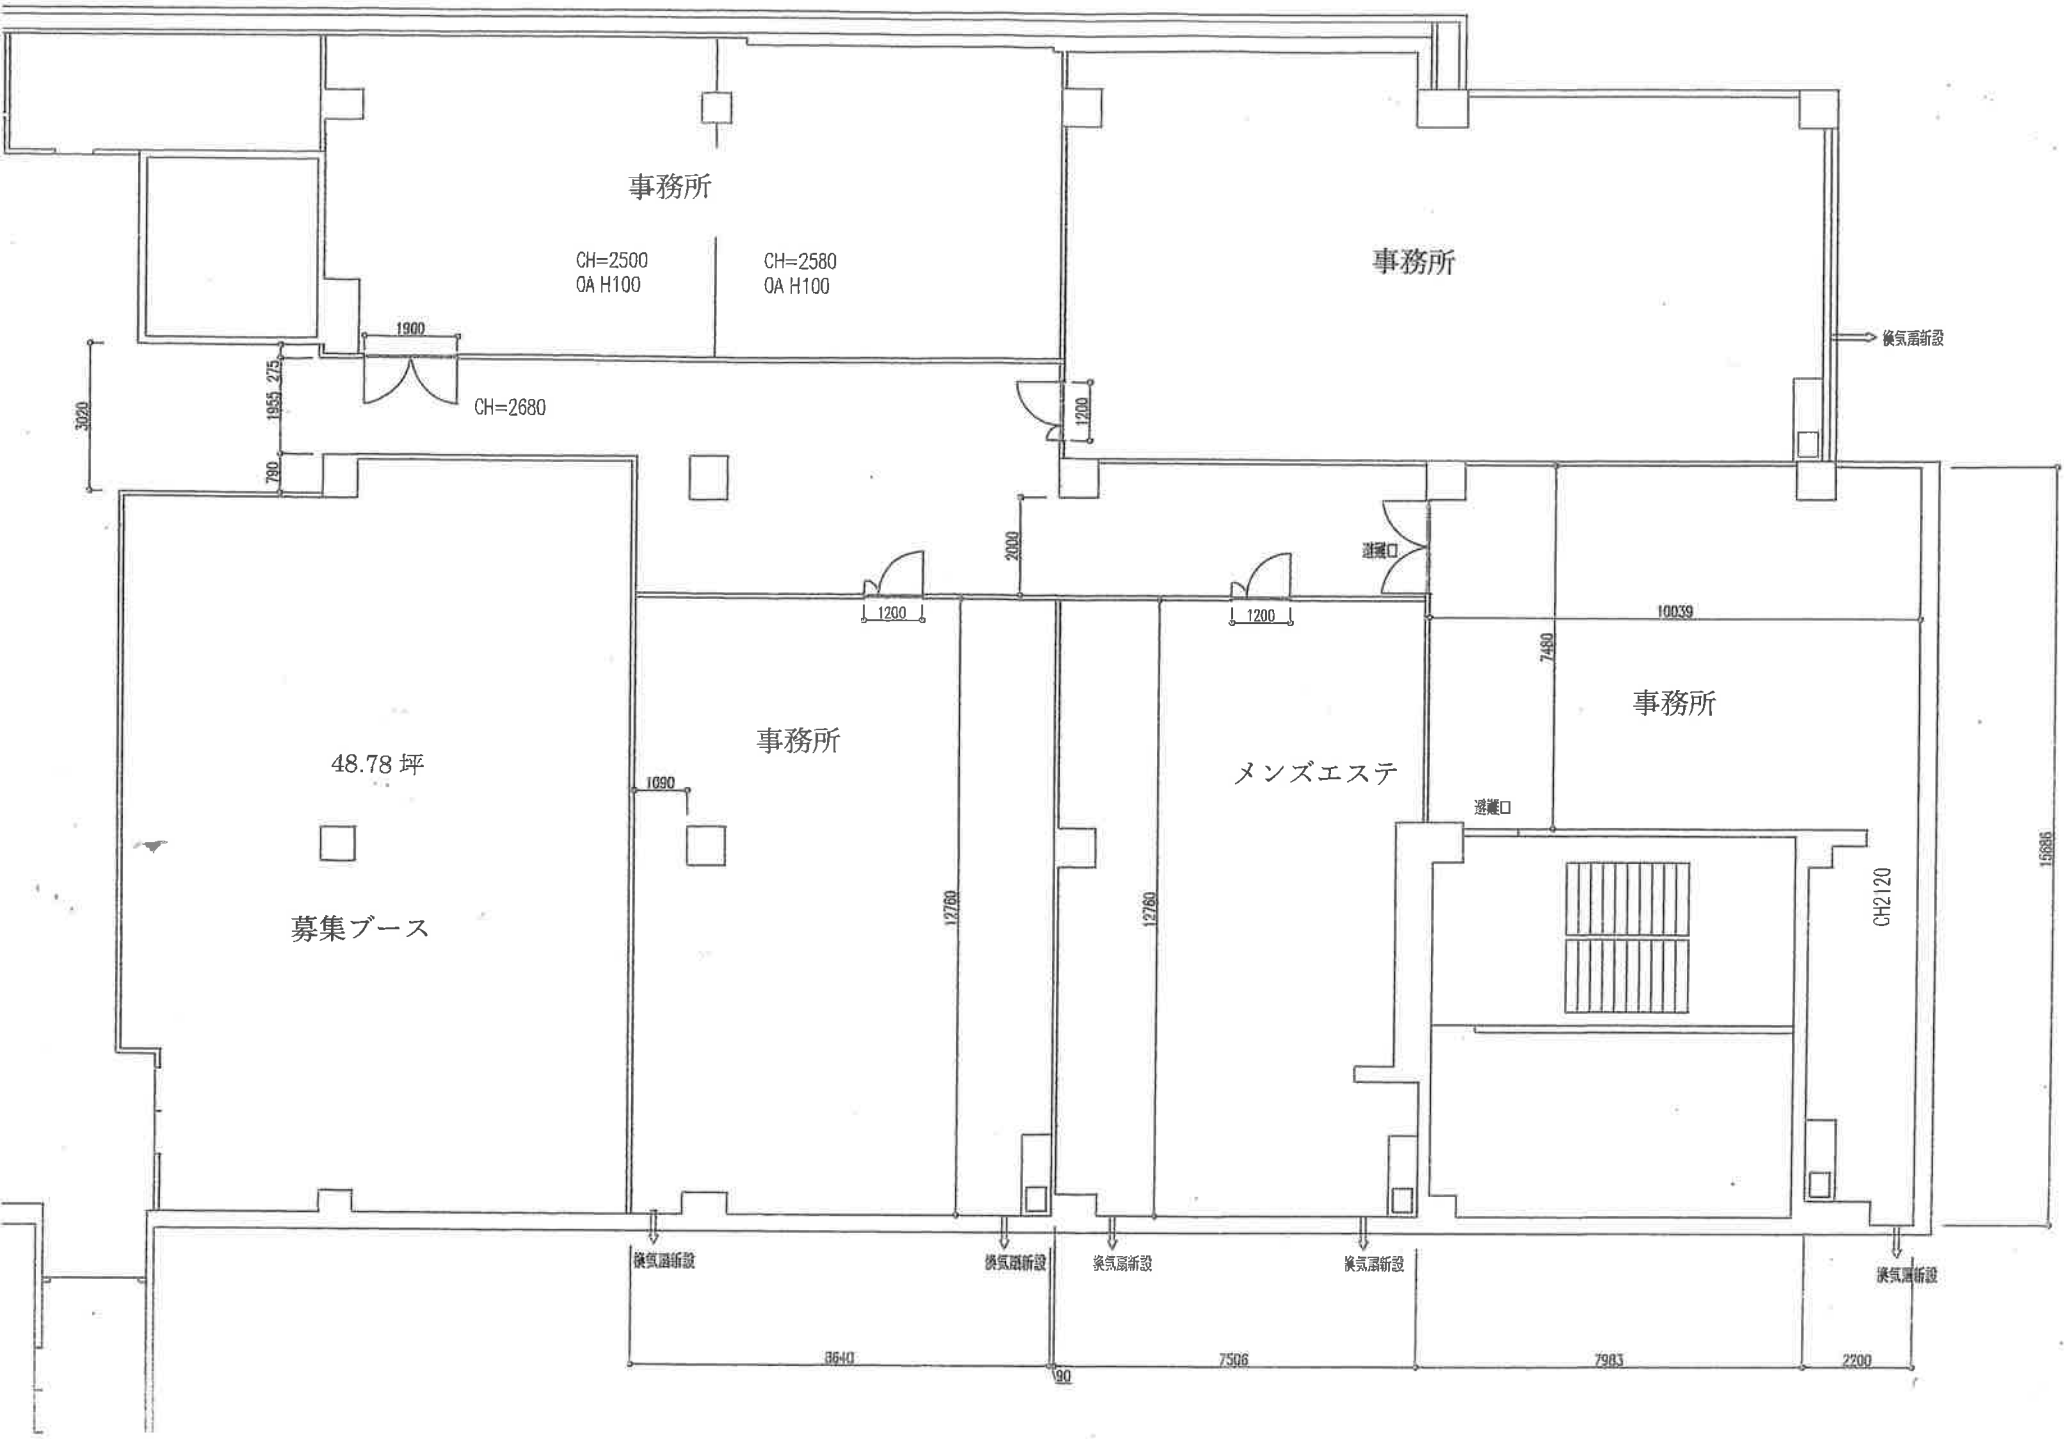 事務所
CH=2500
OA H100
CH=2580
OA H100
事務所
換気扇新設
1900
275
1955
790
3020
CH=2680
1200
2000
避難口
1200
1200
10039
7480
事務所
事務所
メンズエステ
48.78 坪
1090
避難口
募集ブース
12760
12760
CH2120
15686
換気扇新設
換気扇新設
換気扇新設
換気扇新設
換気扇新設
8640
90
7506
7983
2200